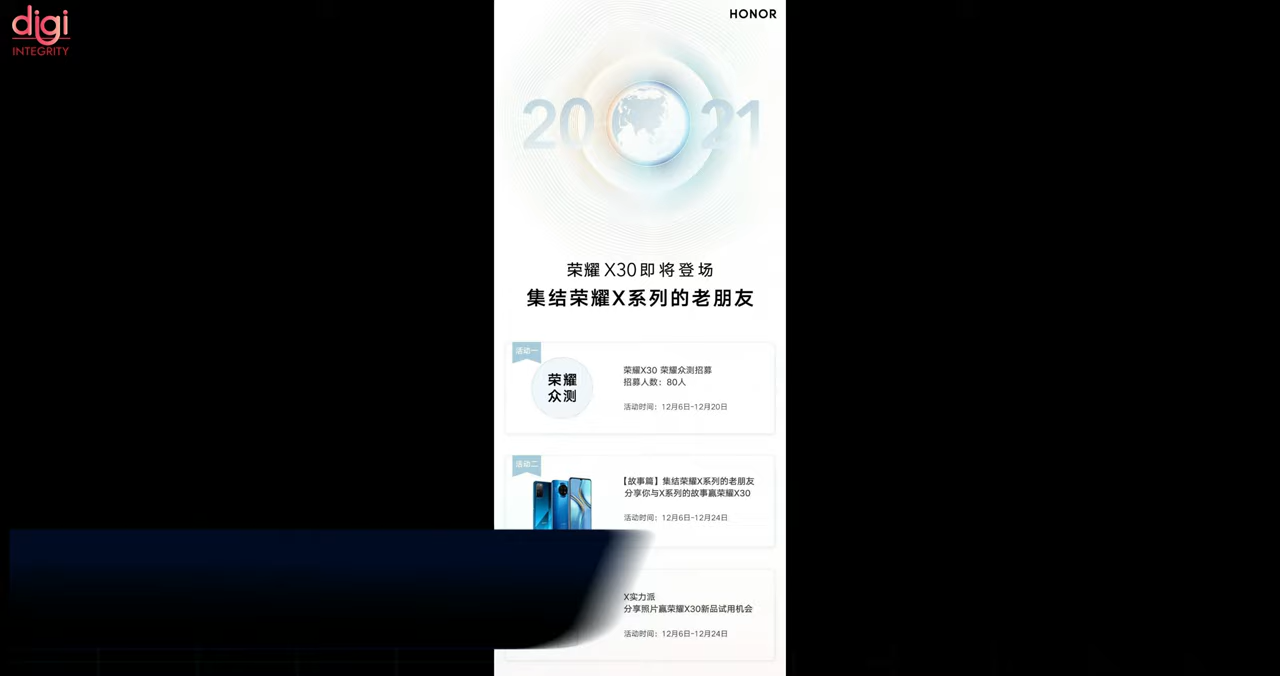 digi
INTEGRITY
HONOR
2021
荣耀X30即将登场
集结荣耀X系列的老朋友
活动一
荣耀
众测
荣耀X30 荣耀众测招募
招募人数：80人
活动时间：12月6日-12月20日
活动二
【故事篇】集结荣耀X系列的老朋友
分享你与X系列的故事赢荣耀X30
活动时间：12月6日-12月24日
X实力派
分享照片赢荣耀X30新品试用机会
活动时间：12月6日-12月24日